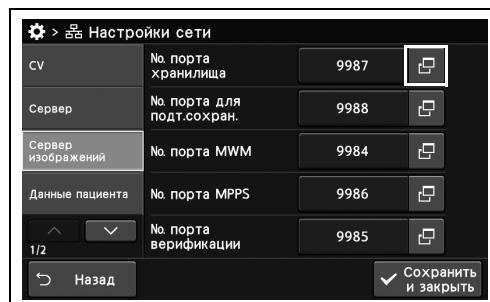 > Настройки сети
CV
Сервер
Сервер
изображений
Данные пациента
1/2
№ порта
хранилища
9987
№ порта для
подт.сохран.
9988
№ порта MWM
9984
№ порта MPPS
9986
№ порта
верификации
9985
Назад
Сохранить
и закрыть